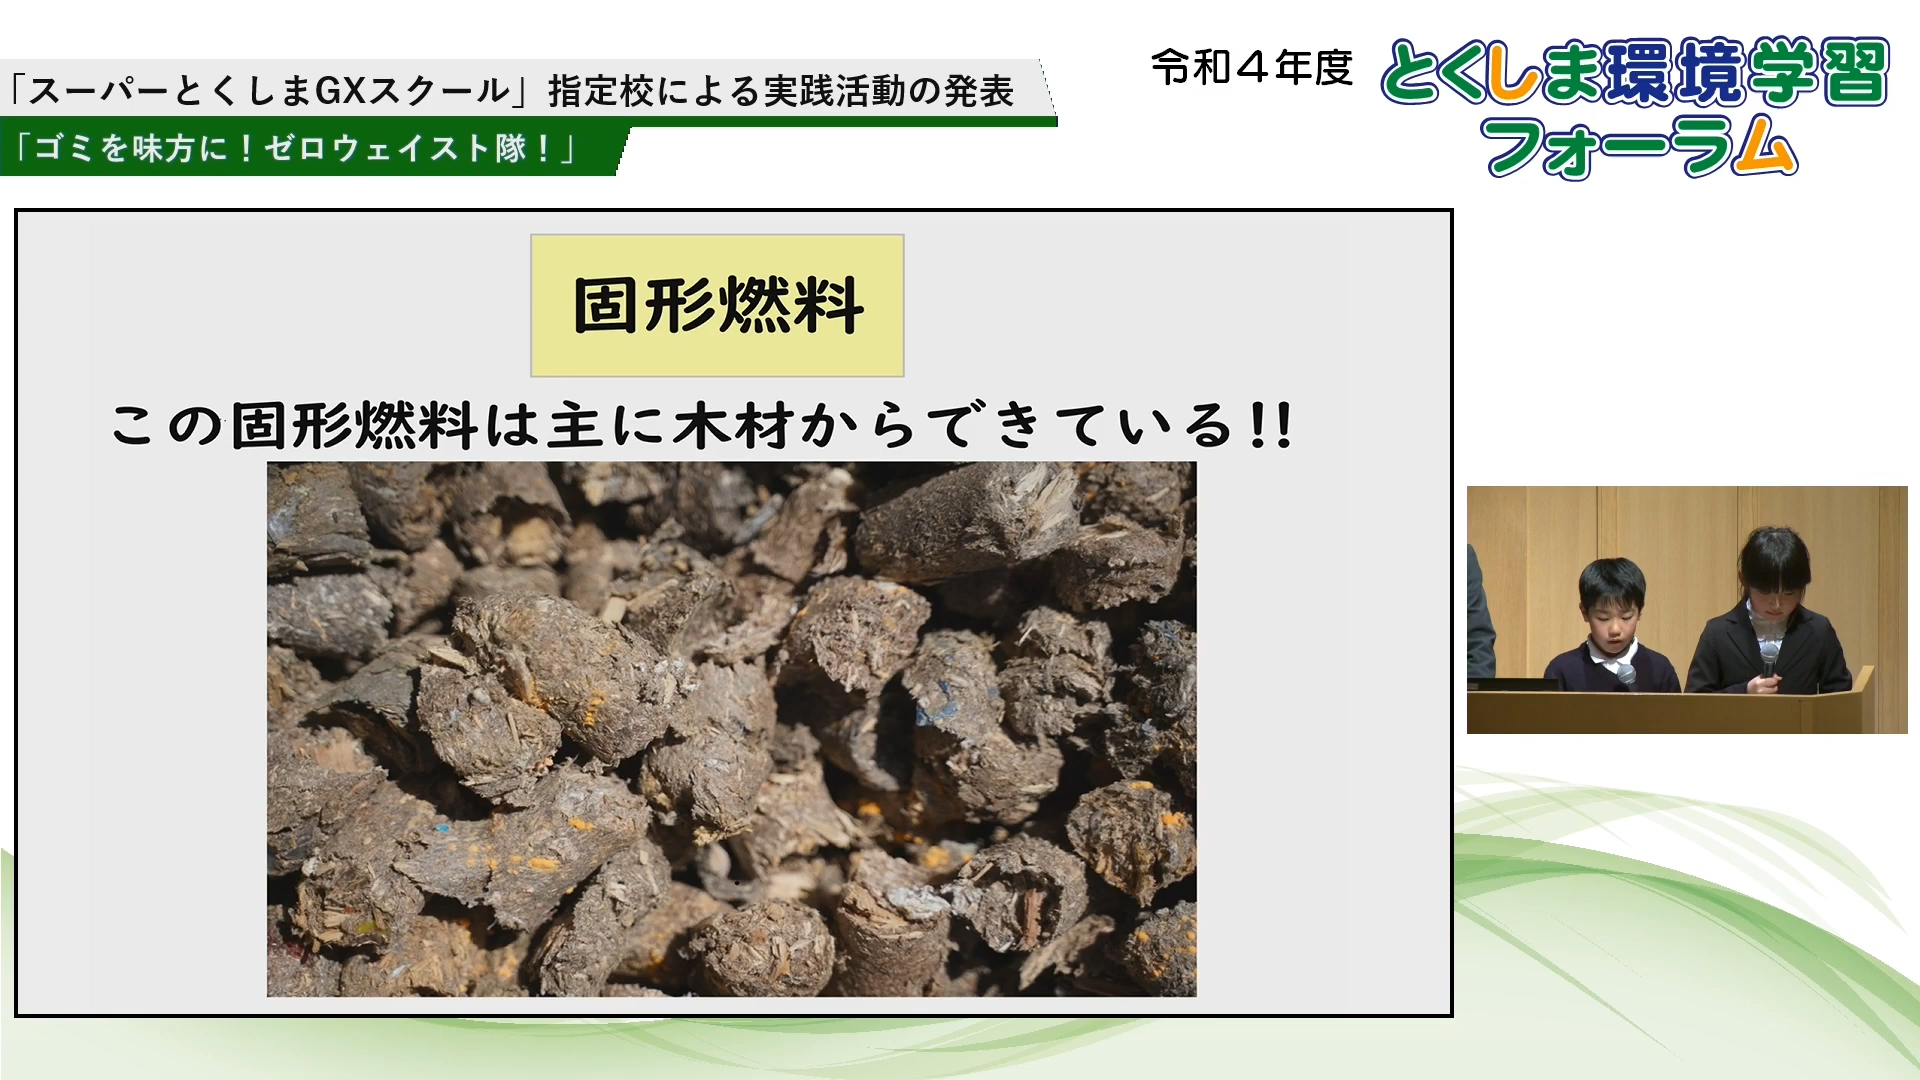 「スーパーとくしまGXスクール」指定校による実践活動の発表
「ゴミを味方に！ゼロウェイスト隊！」
令和４年度
とくしま環境学習
フォーラム
固形燃料
この固形燃料は主に木材からできている!!